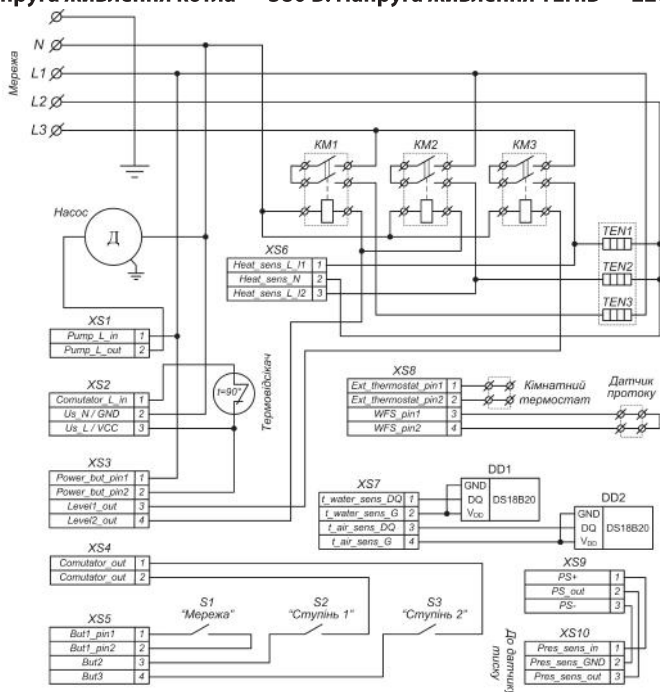 Мережа
N
L1
L2
L3
KM1
KM2
KM3
Насос
Д
TEN1
TEN2
TEN3
XS6
Heat_sens_L_l1 1
Heat_sens_N 2
Heat_sens_L_l2 3
XS1
Pump_L_in 1
Pump_L_out 2
XS2
Comutator_L_in 1
Us_N / GND 2
Us_L / VCC 3
t=90°
Термовідсікач
XS8
Ext_thermostat_pin1 1
Ext_thermostat_pin2 2
WFS_pin1 3
WFS_pin2 4
Кімнатний
термостат
Датчик
протоку
XS3
Power_but_pin1 1
Power_but_pin2 2
Level1_out 3
Level2_out 4
XS7
t_water_sens_DQ 1
t_water_sens_G 2
t_air_sens_DQ 3
t_air_sens_G 4
DD1
GND
DQ DS18B20
VDD
DD2
GND
DQ DS18B20
VDD
XS4
Comutator_out 1
Comutator_out 2
XS9
PS+ 1
PS_out 2
PS- 3
XS5
But1_pin1 1
But1_pin2 2
But2 3
But3 4
S1
"Мережа"
S2
"Ступінь 1"
S3
"Ступінь 2"
До датчику
тиску
XS10
Pres_sens_in 1
Pres_sens_GND 2
Pres_sens_out 3